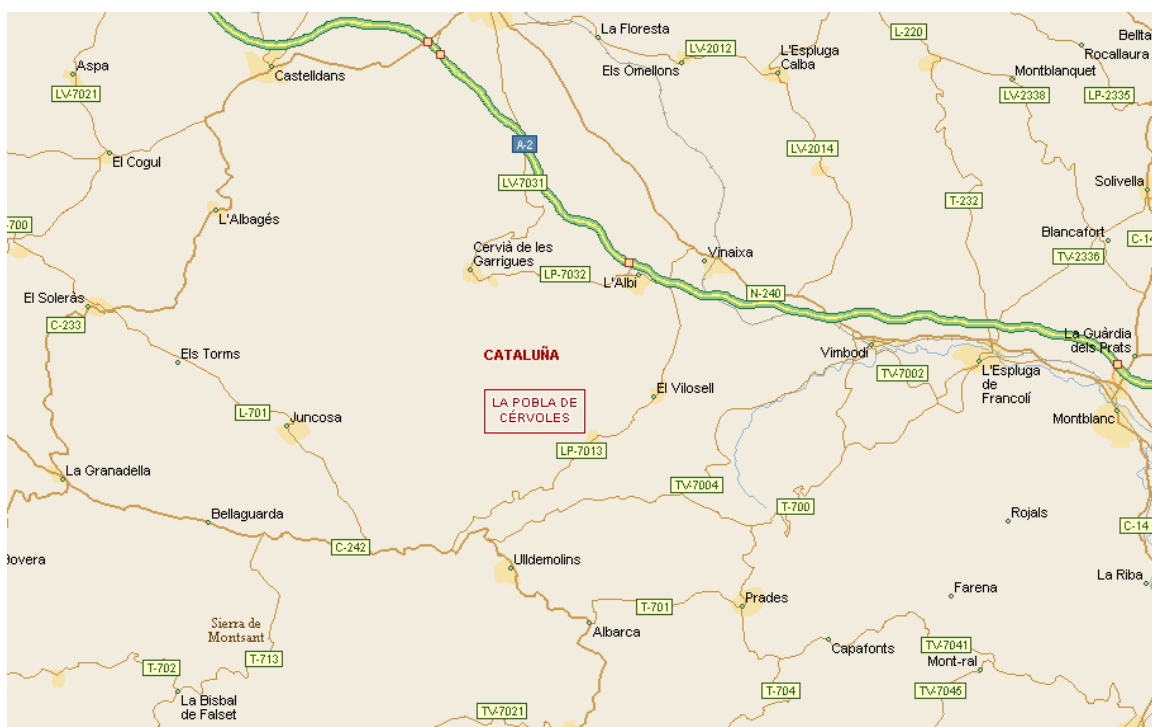 La Floresta
L-220
Bellta
Rocallaura
LV-2012
L'Espluga
Calba
Aspa
Castelldans
Els Omellons
Montblanquet
LV-7021
LV-2338
LP-2335
A-2
El Cogul
LV-2014
LV-7031
Solivella
T-232
L'Albagés
-700
Blancafort
C-14
Cervià de les
Garrigues
Vinaixa
TV-2336
LP-7032
L'Albi
N-240
El Soleràs
C-233
La Guàrdia
dels Prats
Els Torms
CATALUÑA
Vimbodí
TV-7002
L'Espluga
de
Francolí
El Vilosell
LA POBLA DE
CÉRVOLES
L-701
Juncosa
Montblanc
LP-7013
La Granadella
TV-7004
T-700
Bellaguarda
Rojals
C-14
C-242
Bovera
Ulldemolins
La Riba
Farena
Prades
T-701
Sierra de
Montsant
Albarca
Capafonts
TV-7041
T-713
Mont-ral
T-702
La Bisbal
de Falset
T-704
TV-7045
TV-7021